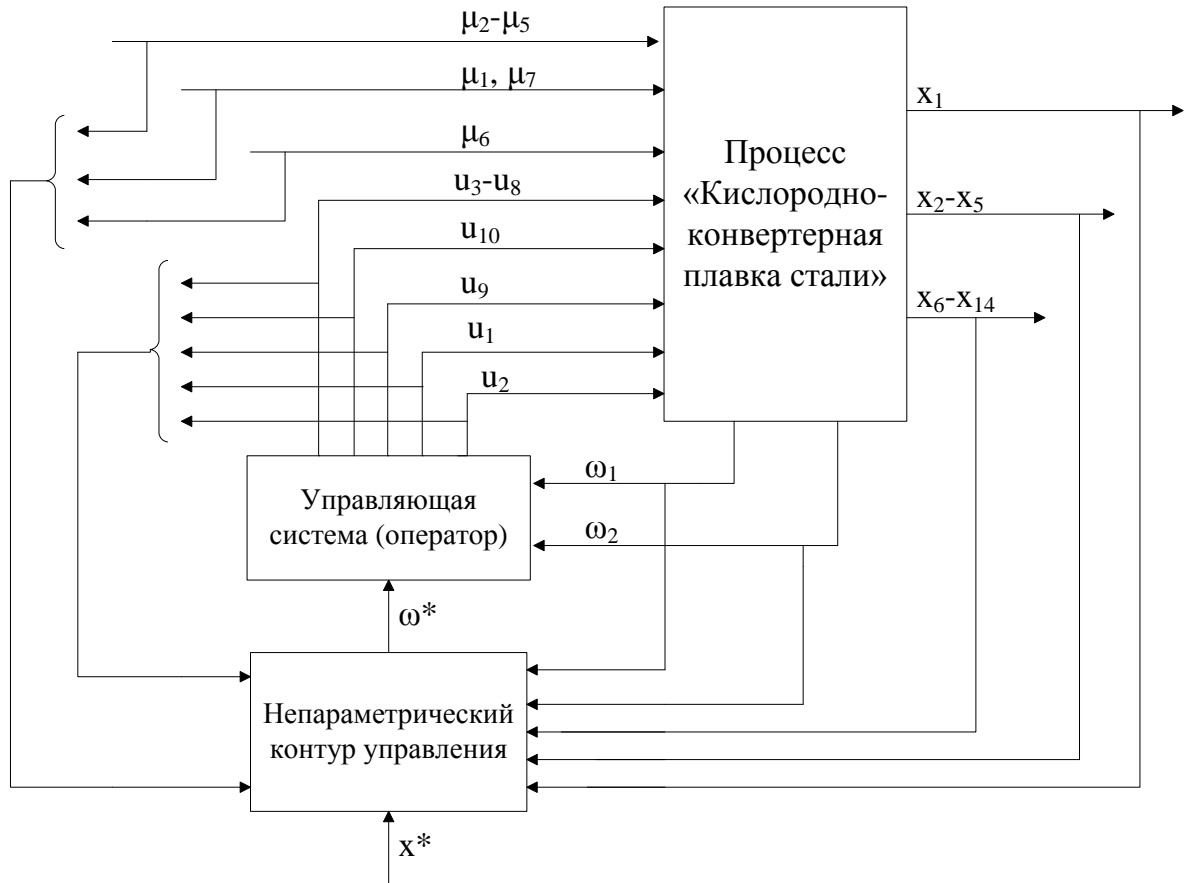 μ₂-μ₅
μ₁, μ₇
μ₆
u₃-u₈
u₁₀
u₉
u₁
u₂
Процесс
«Кислородно-
конвертерная
плавка стали»
x₁
x₂-x₅
x₆-x₁₄
Управляющая
система (оператор)
ω₁
ω₂
ω*
Непараметрический
контур управления
x*